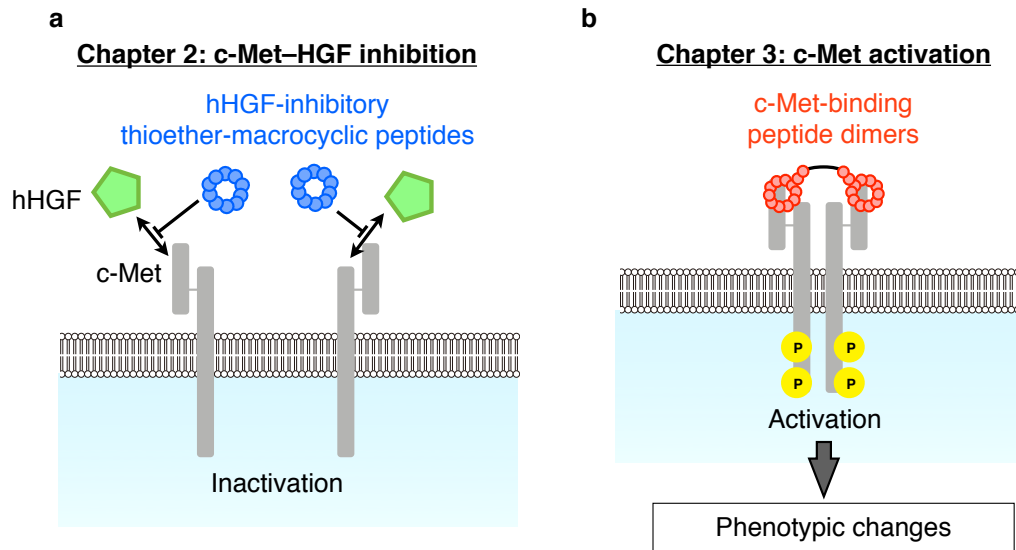 a
Chapter 2: c-Met–HGF inhibition
hHGF-inhibitory
thioether-macrocyclic peptides
hHGF
c-Met
Inactivation
b
Chapter 3: c-Met activation
c-Met-binding
peptide dimers
P
P
P
P
Activation
Phenotypic changes